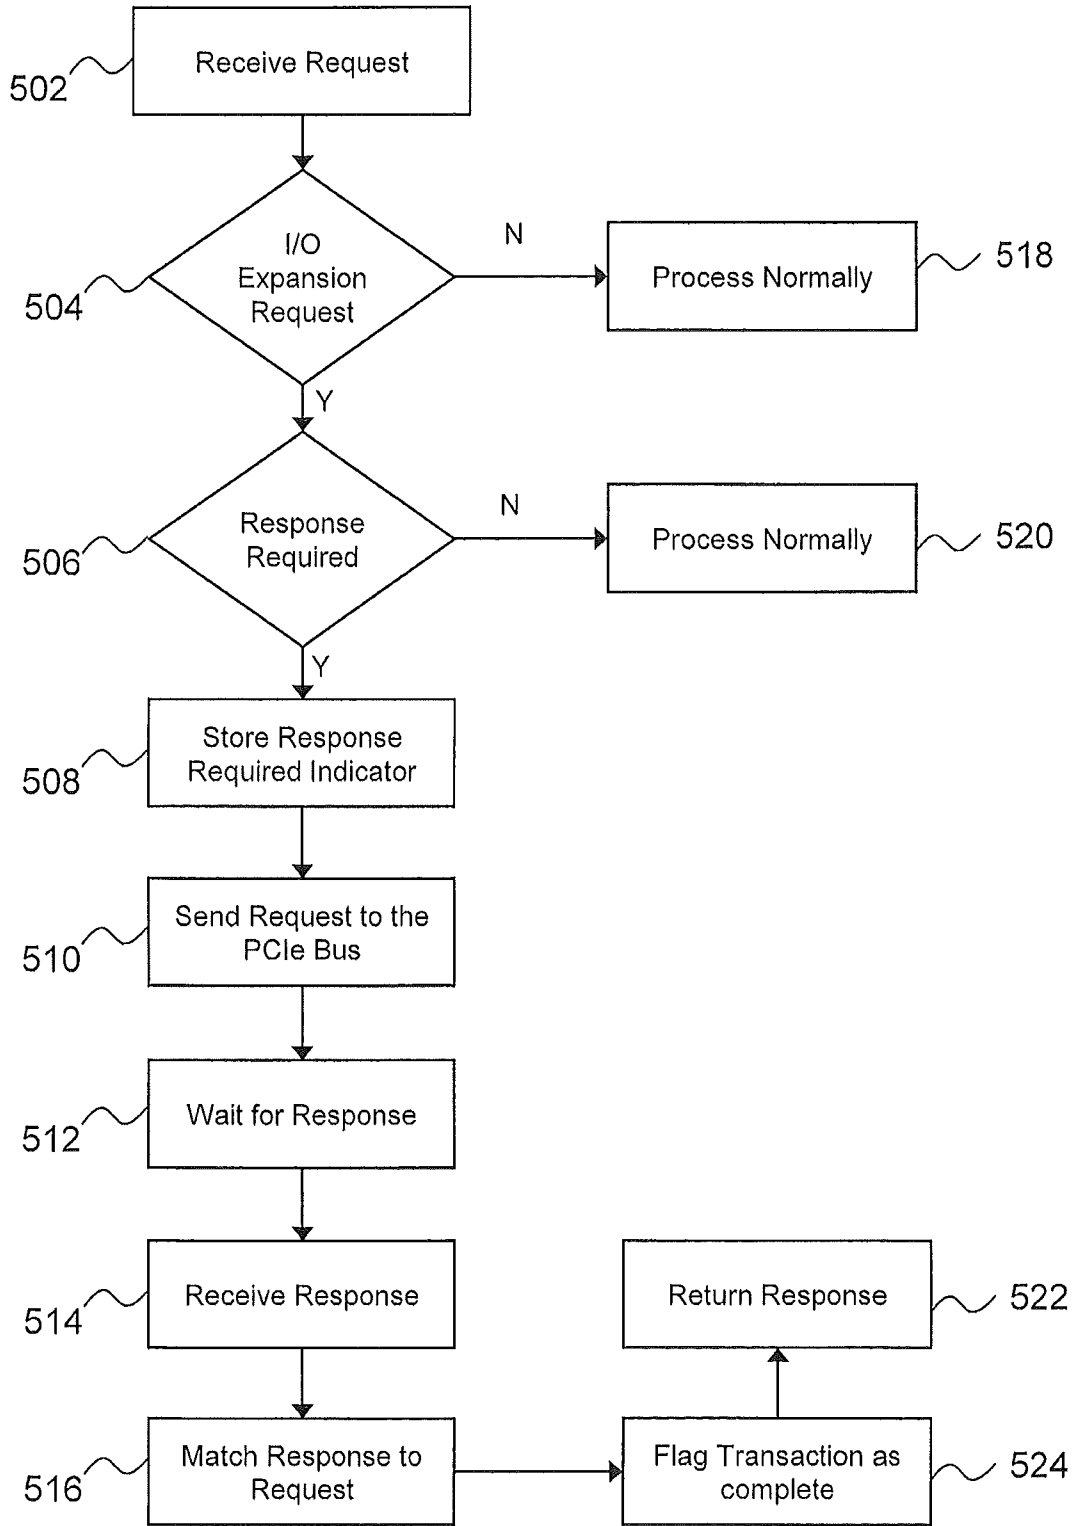 Receive Request
502
I/O
Expansion
Request
N
Process Normally
518
504
Y
Response
Required
N
Process Normally
520
506
Y
Store Response
Required Indicator
508
Send Request to the
PCIe Bus
510
Wait for Response
512
Receive Response
514
Return Response
522
Match Response to
Request
516
Flag Transaction as
complete
524